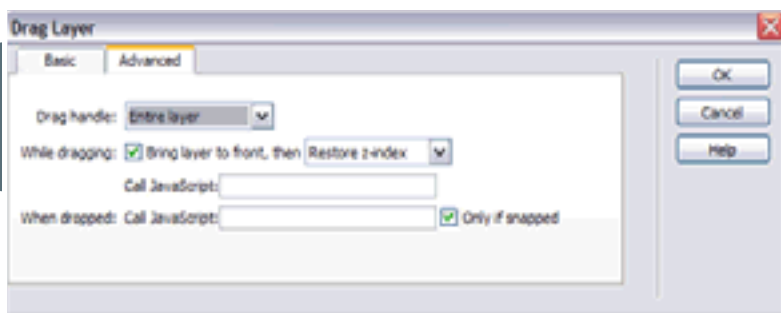 Drag Layer
Basic Advanced
OK
Drag handle: Entire layer
Cancel
While dragging: Bring layer to front, then Restore z-index
Help
Call JavaScript:
When dropped: Call JavaScript: Only if snapped